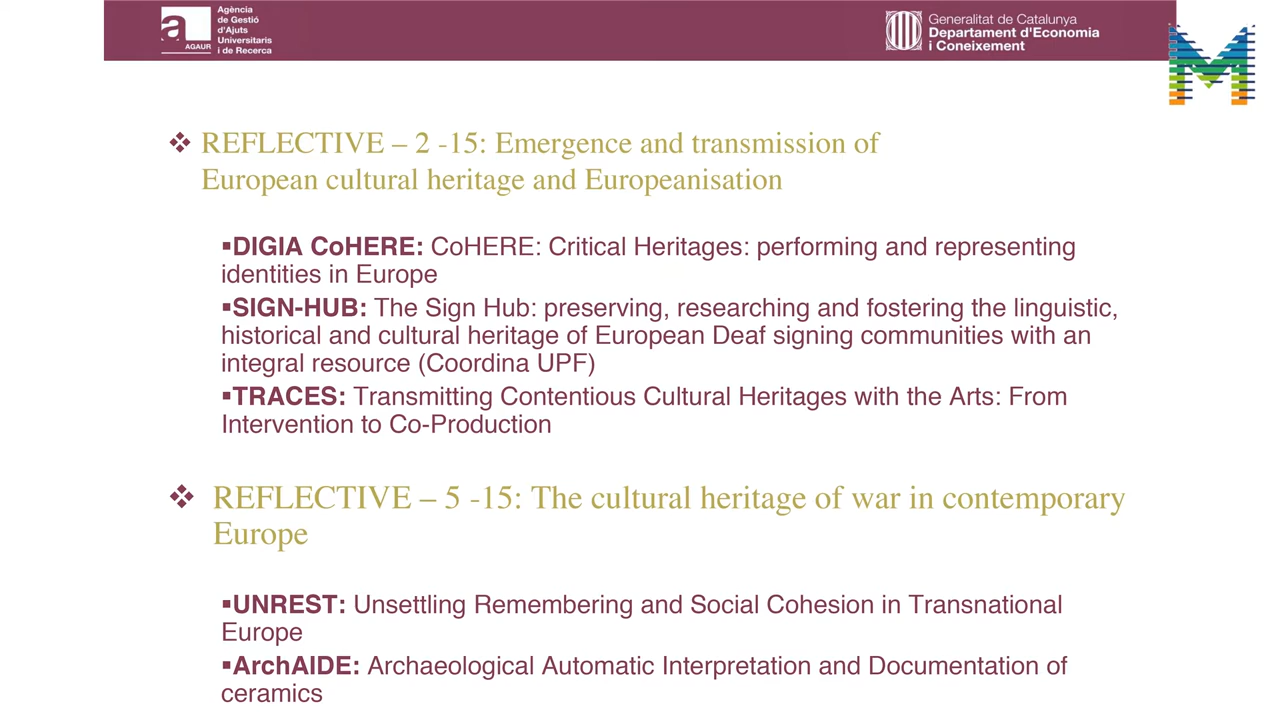 Agència
de Gestió
d'Ajuts
Universitaris
i de Recerca
a
AGAUR
Generalitat de Catalunya
Departament d'Economia
i Coneixement
M
❖ REFLECTIVE – 2 -15: Emergence and transmission of
European cultural heritage and Europeanisation
▪DIGIA CoHERE: CoHERE: Critical Heritages: performing and representing
identities in Europe
▪SIGN-HUB: The Sign Hub: preserving, researching and fostering the linguistic,
historical and cultural heritage of European Deaf signing communities with an
integral resource (Coordina UPF)
▪TRACES: Transmitting Contentious Cultural Heritages with the Arts: From
Intervention to Co-Production
❖ REFLECTIVE – 5 -15: The cultural heritage of war in contemporary
Europe
▪UNREST: Unsettling Remembering and Social Cohesion in Transnational
Europe
▪ArchAIDE: Archaeological Automatic Interpretation and Documentation of
ceramics